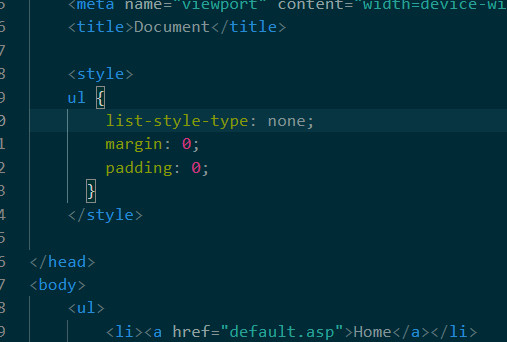 5 <meta name="viewport" content="width=device-wi
6 <title>Document</title>
7
8 <style>
9 ul {
0 list-style-type: none;
1 margin: 0;
2 padding: 0;
3 }
4 </style>
5
6 </head>
7 <body>
8 <ul>
9 <li><a href="default.asp">Home</a></li>